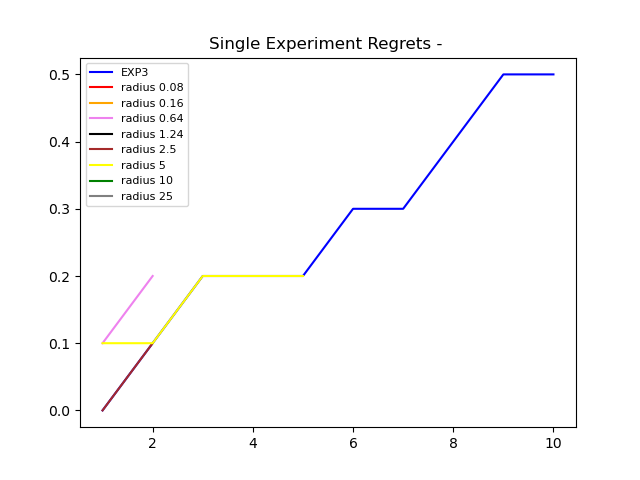 Single Experiment Regrets -
EXP3
radius 0.08
radius 0.16
radius 0.64
radius 1.24
radius 2.5
radius 5
radius 10
radius 25
0.5
0.4
0.3
0.2
0.1
0.0
2 4 6 8 10